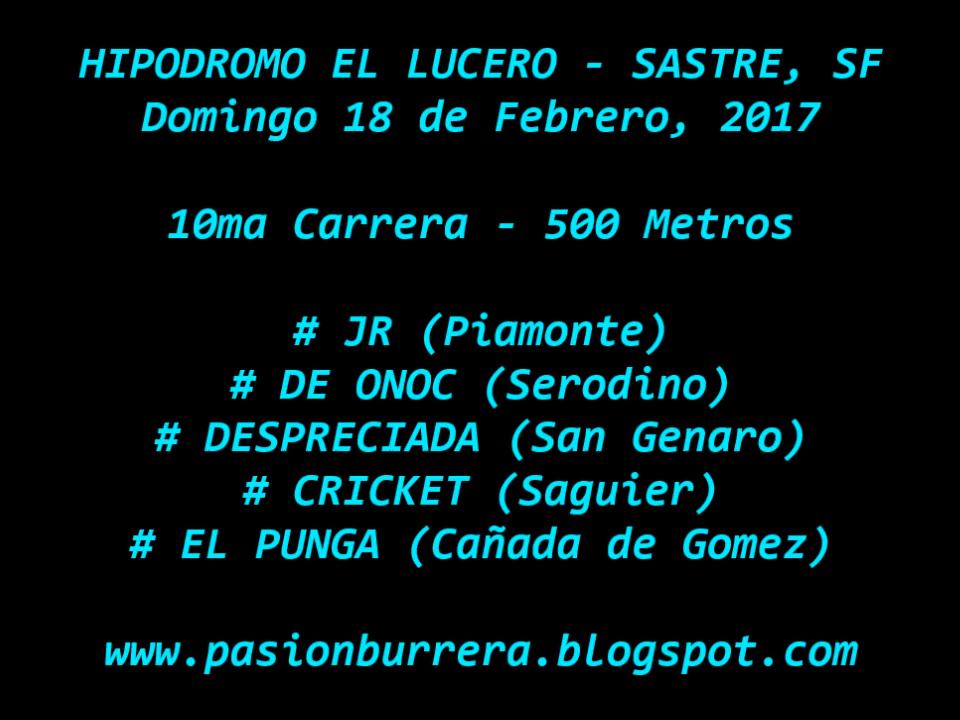 HIPODROMO EL LUCERO - SASTRE, SF
Domingo 18 de Febrero, 2017
10ma Carrera - 500 Metros
# JR (Piamonte)
# DE ONOC (Serodino)
# DESPRECIADA (San Genaro)
# CRICKET (Saguier)
# EL PUNGA (Cañada de Gomez)
www.pasionburrera.blogspot.com